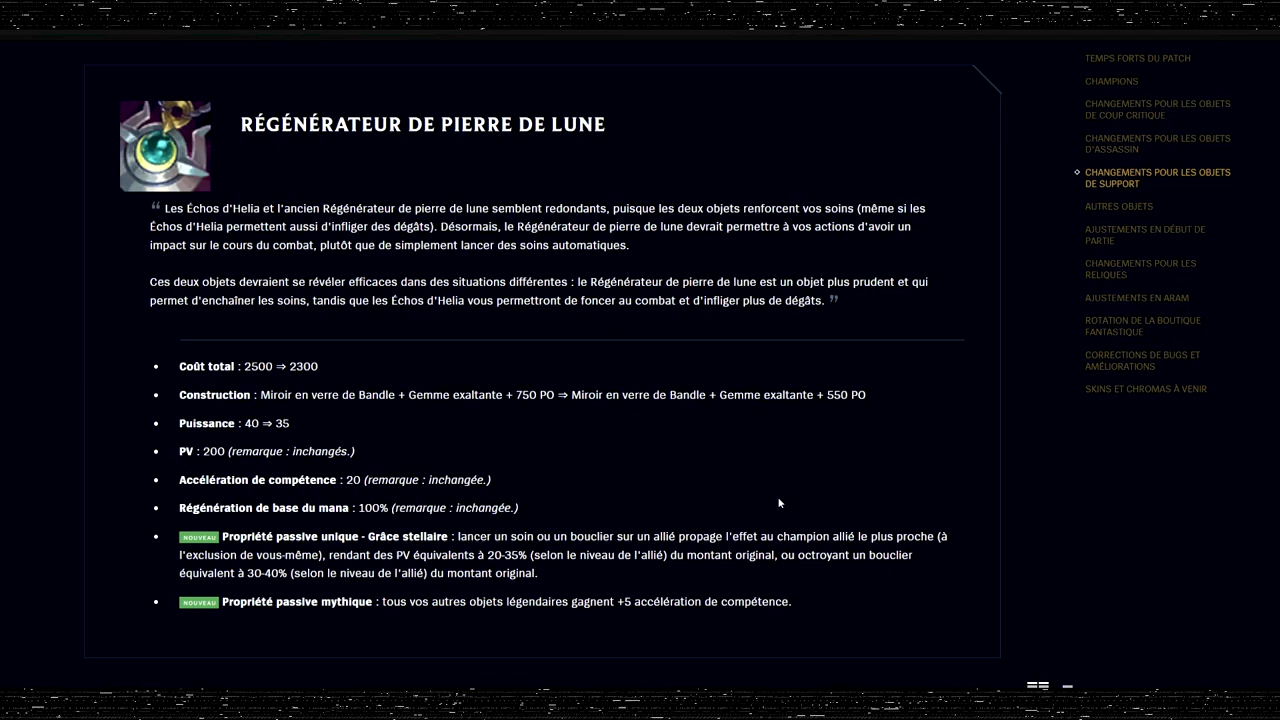 RÉGÉNÉRATEUR DE PIERRE DE LUNE
“ Les Échos d'Helia et l'ancien Régénérateur de pierre de lune semblent redondants, puisque les deux objets renforcent vos soins (même si les
Échos d'Helia permettent aussi d'infliger des dégâts). Désormais, le Régénérateur de pierre de lune devrait permettre à vos actions d'avoir un
impact sur le cours du combat, plutôt que de simplement lancer des soins automatiques.
Ces deux objets devraient se révéler efficaces dans des situations différentes : le Régénérateur de pierre de lune est un objet plus prudent et qui
permet d'enchaîner les soins, tandis que les Échos d'Helia vous permettront de foncer au combat et d'infliger plus de dégâts. ”
• Coût total : 2500 ⇒ 2300
• Construction : Miroir en verre de Bandle + Gemme exaltante + 750 PO ⇒ Miroir en verre de Bandle + Gemme exaltante + 550 PO
• Puissance : 40 ⇒ 35
• PV : 200 (remarque : inchangés.)
• Accélération de compétence : 20 (remarque : inchangée.)
• Régénération de base du mana : 100% (remarque : inchangée.)
• NOUVEAU Propriété passive unique - Grâce stellaire : lancer un soin ou un bouclier sur un allié propage l'effet au champion allié le plus proche (à
l'exclusion de vous-même), rendant des PV équivalents à 20-35% (selon le niveau de l'allié) du montant original, ou octroyant un bouclier
équivalent à 30-40% (selon le niveau de l'allié) du montant original.
• NOUVEAU Propriété passive mythique : tous vos autres objets légendaires gagnent +5 accélération de compétence.
TEMPS FORTS DU PATCH
CHAMPIONS
CHANGEMENTS POUR LES OBJETS
DE COUP CRITIQUE
CHANGEMENTS POUR LES OBJETS
D'ASSASSIN
CHANGEMENTS POUR LES OBJETS
DE SUPPORT
AUTRES OBJETS
AJUSTEMENTS EN DÉBUT DE
PARTIE
CHANGEMENTS POUR LES
RELIQUES
AJUSTEMENTS EN ARAM
ROTATION DE LA BOUTIQUE
FANTASTIQUE
CORRECTIONS DE BUGS ET
AMÉLIORATIONS
SKINS ET CHROMAS À VENIR